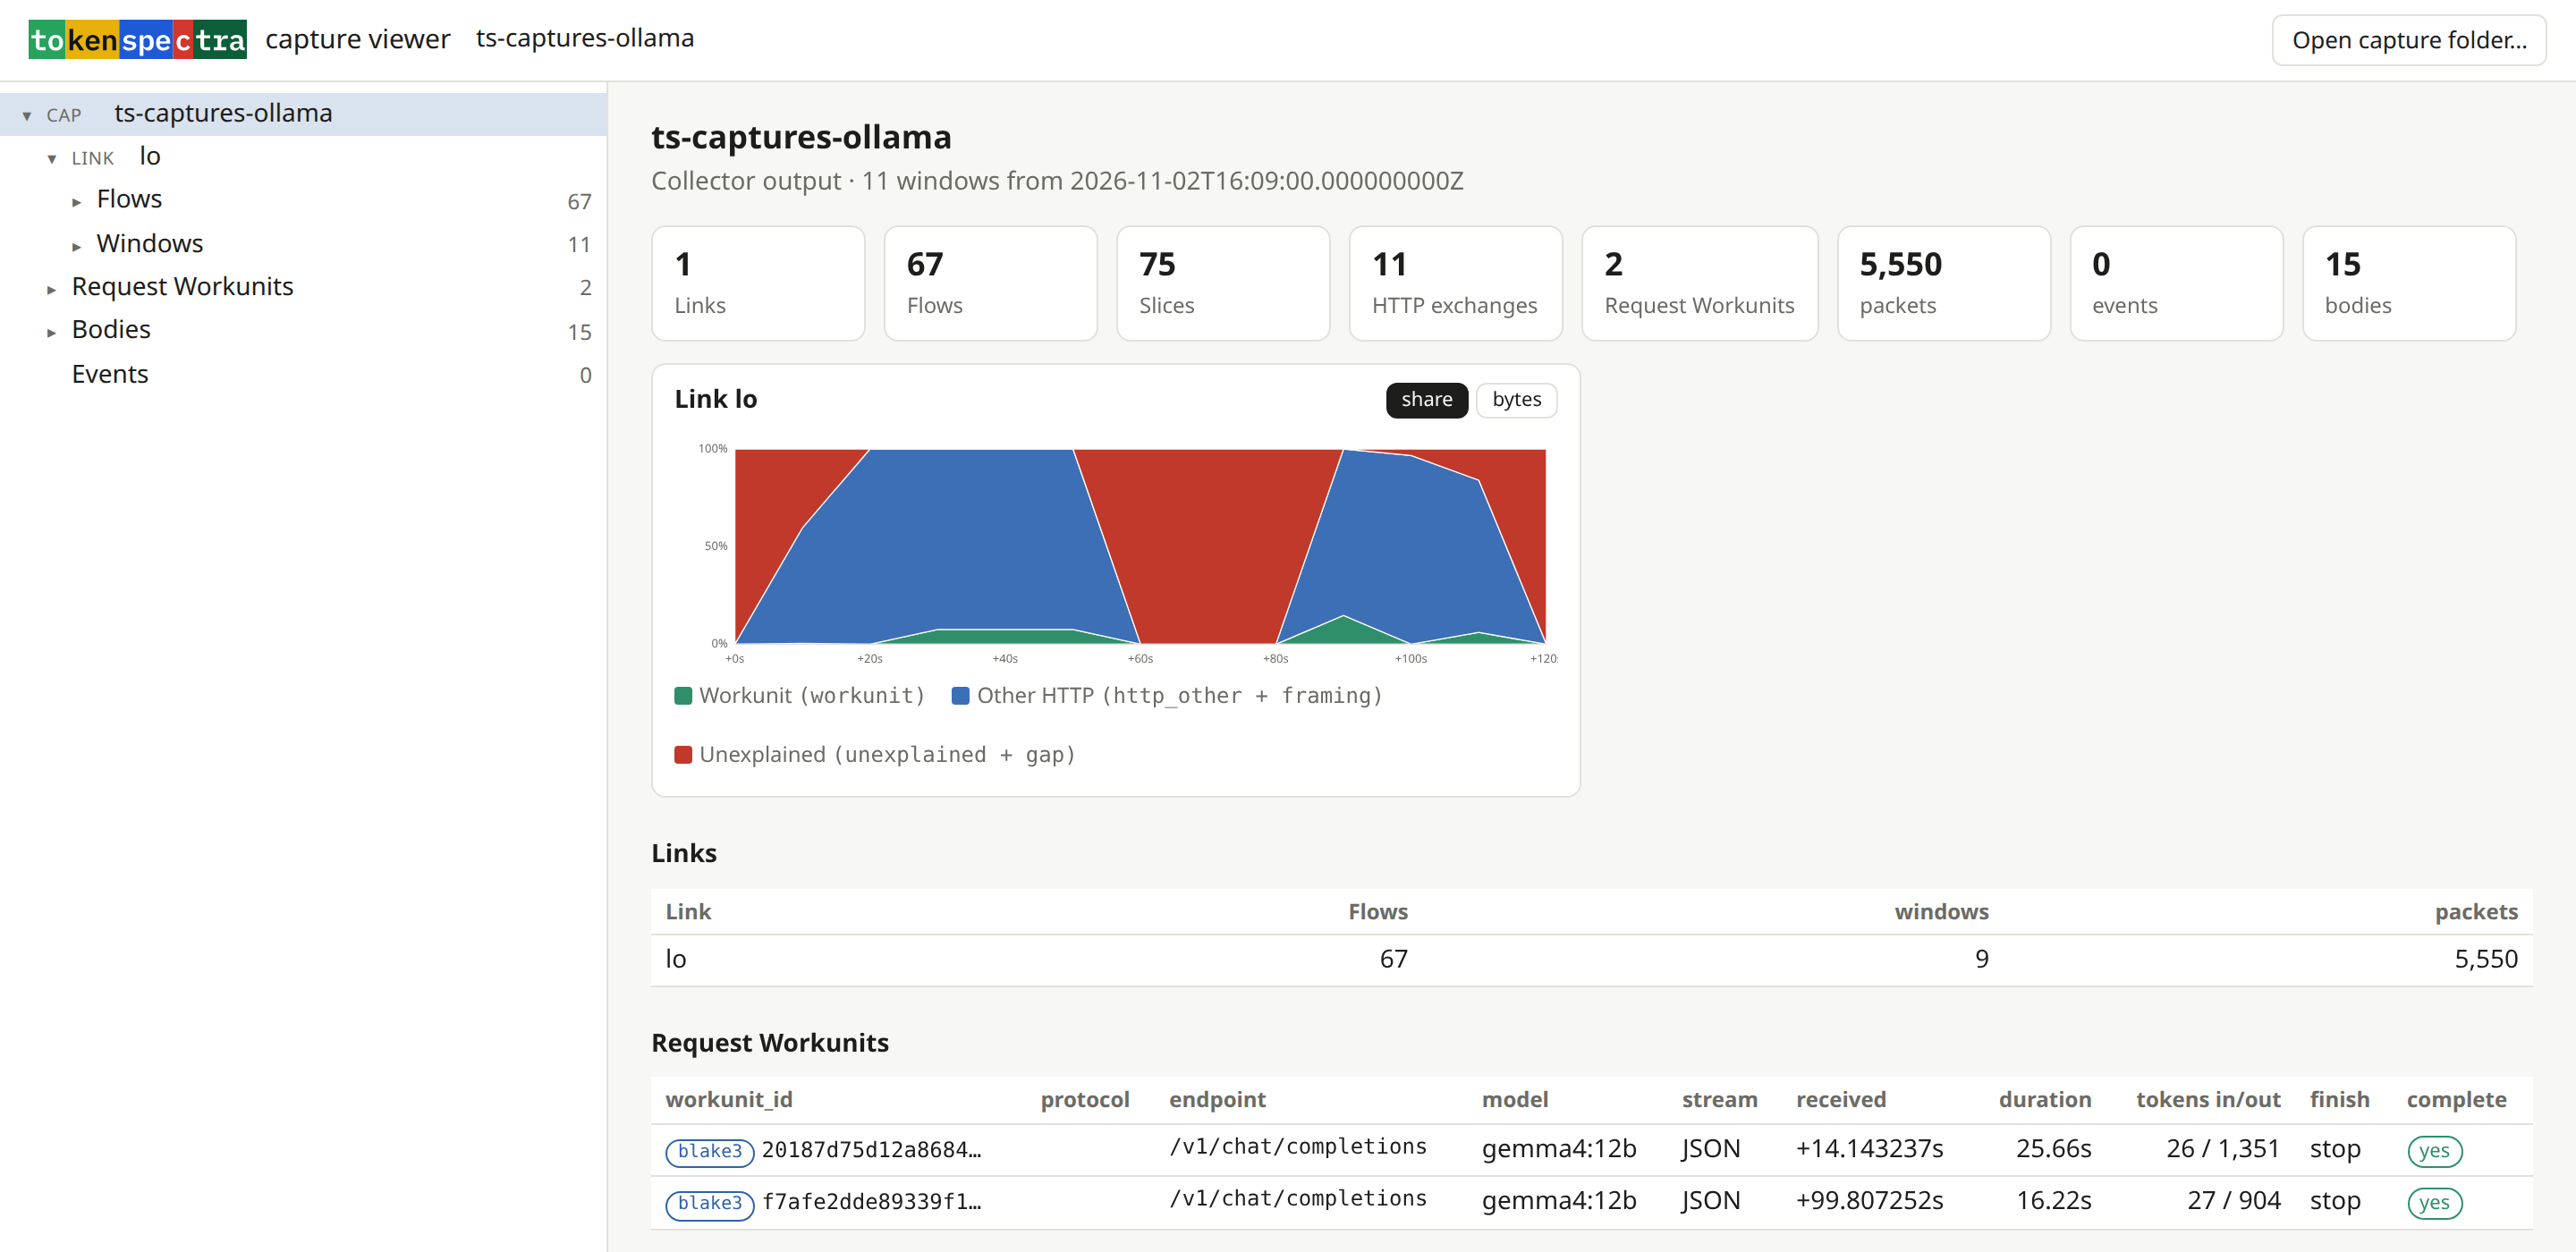 tokenspectra capture viewer ts-captures-ollama Open capture folder...
▾ CAP ts-captures-ollama
▾ LINK lo
▸ Flows 67
▸ Windows 11
▸ Request Workunits 2
▸ Bodies 15
Events 0
ts-captures-ollama
Collector output · 11 windows from 2026-11-02T16:09:00.000000000Z
1 67 75 11 2 5,550 0 15
Links Flows Slices HTTP exchanges Request Workunits packets events bodies
Link lo share bytes
100%
50%
0%
+0s +20s +40s +60s +80s +100s +120s
Workunit (workunit) Other HTTP (http_other + framing)
Unexplained (unexplained + gap)
Links
Link Flows windows packets
lo 67 9 5,550
Request Workunits
workunit_id protocol endpoint model stream received duration tokens in/out finish complete
blake3 20187d75d12a8684… /v1/chat/completions gemma4:12b JSON +14.143237s 25.66s 26 / 1,351 stop yes
blake3 f7afe2dde89339f1… /v1/chat/completions gemma4:12b JSON +99.807252s 16.22s 27 / 904 stop yes